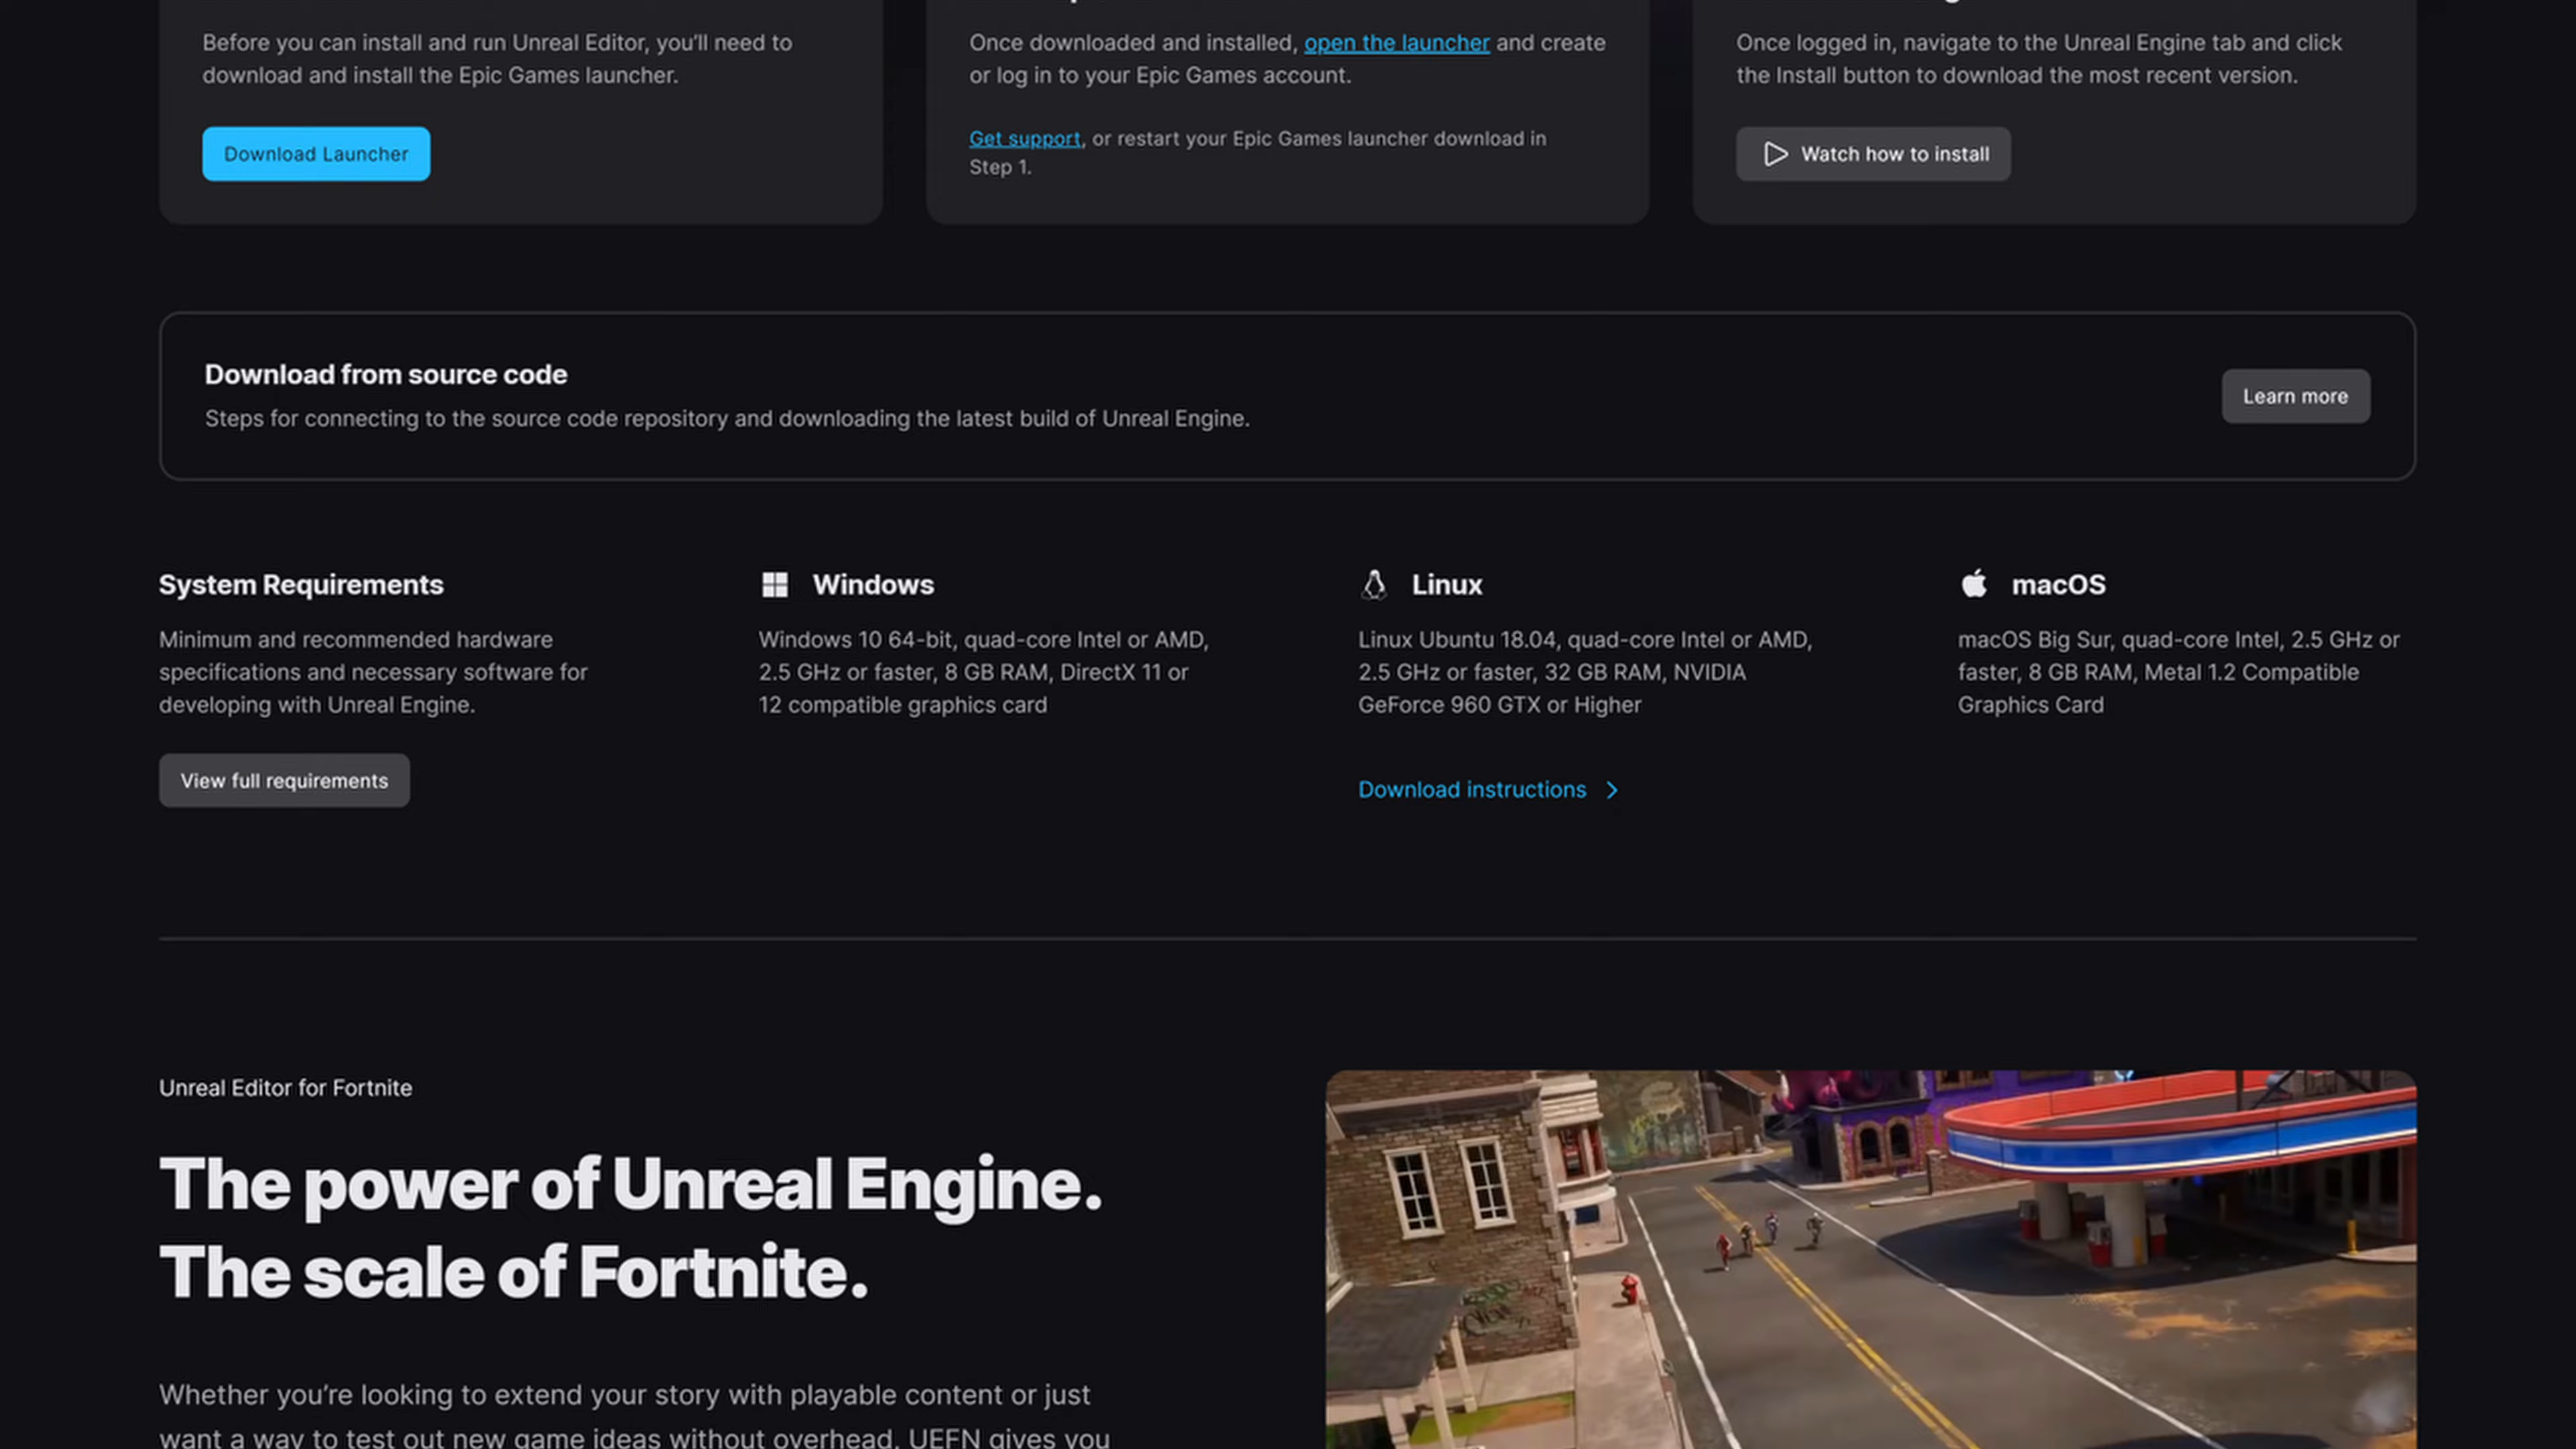 Before you can install and run Unreal Editor, you'll need to
download and install the Epic Games launcher.
Download Launcher
Once downloaded and installed, open the launcher and create
or log in to your Epic Games account.
Get support, or restart your Epic Games launcher download in
Step 1.
Once logged in, navigate to the Unreal Engine tab and click
the Install button to download the most recent version.
Watch how to install
Download from source code
Steps for connecting to the source code repository and downloading the latest build of Unreal Engine.
Learn more
System Requirements
Minimum and recommended hardware
specifications and necessary software for
developing with Unreal Engine.
View full requirements
Windows
Windows 10 64-bit, quad-core Intel or AMD,
2.5 GHz or faster, 8 GB RAM, DirectX 11 or
12 compatible graphics card
Linux
Linux Ubuntu 18.04, quad-core Intel or AMD,
2.5 GHz or faster, 32 GB RAM, NVIDIA
GeForce 960 GTX or Higher
Download instructions
macOS
macOS Big Sur, quad-core Intel, 2.5 GHz or
faster, 8 GB RAM, Metal 1.2 Compatible
Graphics Card
Unreal Editor for Fortnite
The power of Unreal Engine.
The scale of Fortnite.
Whether you're looking to extend your story with playable content or just
want a way to test out new game ideas without overhead, UEFN gives you